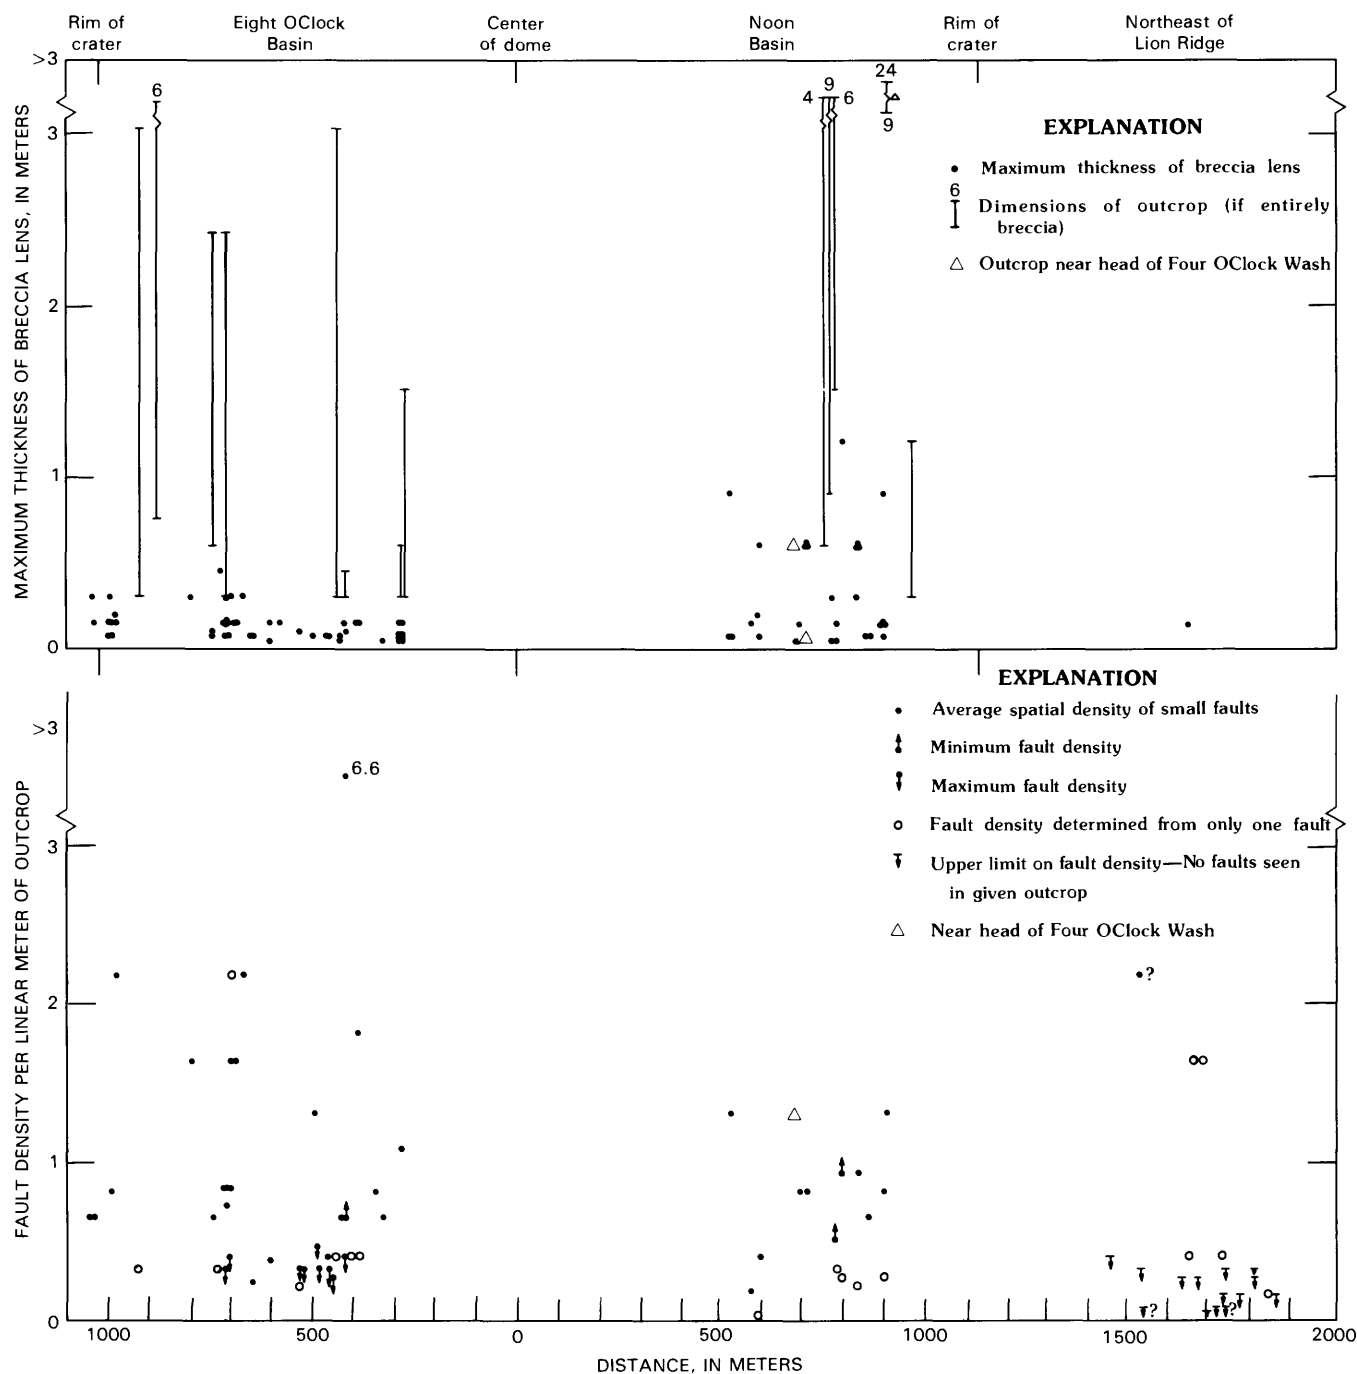 Rim of crater
Eight OClock Basin
Center of dome
Noon Basin
Rim of crater
Northeast of Lion Ridge
MAXIMUM THICKNESS OF BRECCIA LENS, IN METERS
>3
3
2
1
0
6
4
9
6
24
9
EXPLANATION
Maximum thickness of breccia lens
6
Dimensions of outcrop (if entirely
breccia)
Outcrop near head of Four OClock Wash
EXPLANATION
Average spatial density of small faults
Minimum fault density
Maximum fault density
Fault density determined from only one fault
Upper limit on fault density—No faults seen
in given outcrop
Near head of Four OClock Wash
FAULT DENSITY PER LINEAR METER OF OUTCROP
>3
3
2
1
0
6.6
?
?
?
1000
500
0
500
1000
1500
2000
DISTANCE, IN METERS